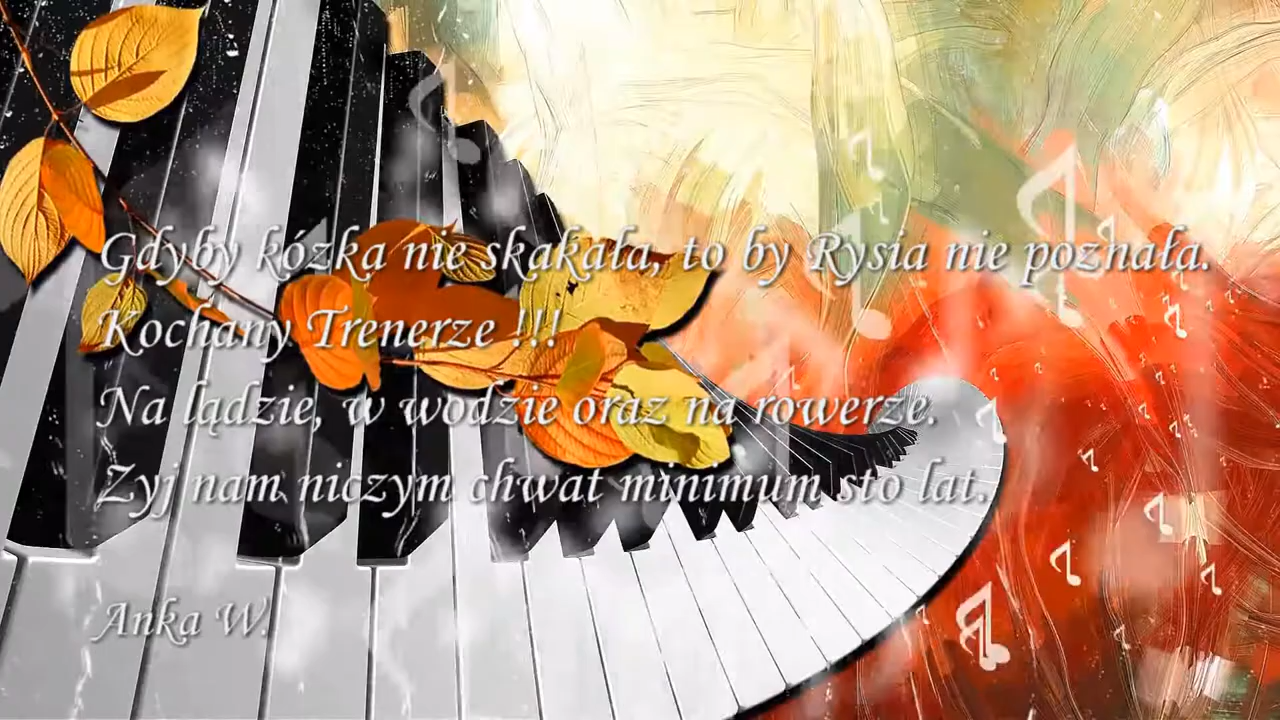 Gdyby kózka nie skakała, to by Rysia nie poznała.
Kochany Trenerze !!!
Na lądzie, w wodzie oraz na rowerze.
Żyj nam niczym chwat minimum sto lat.
Anka W.